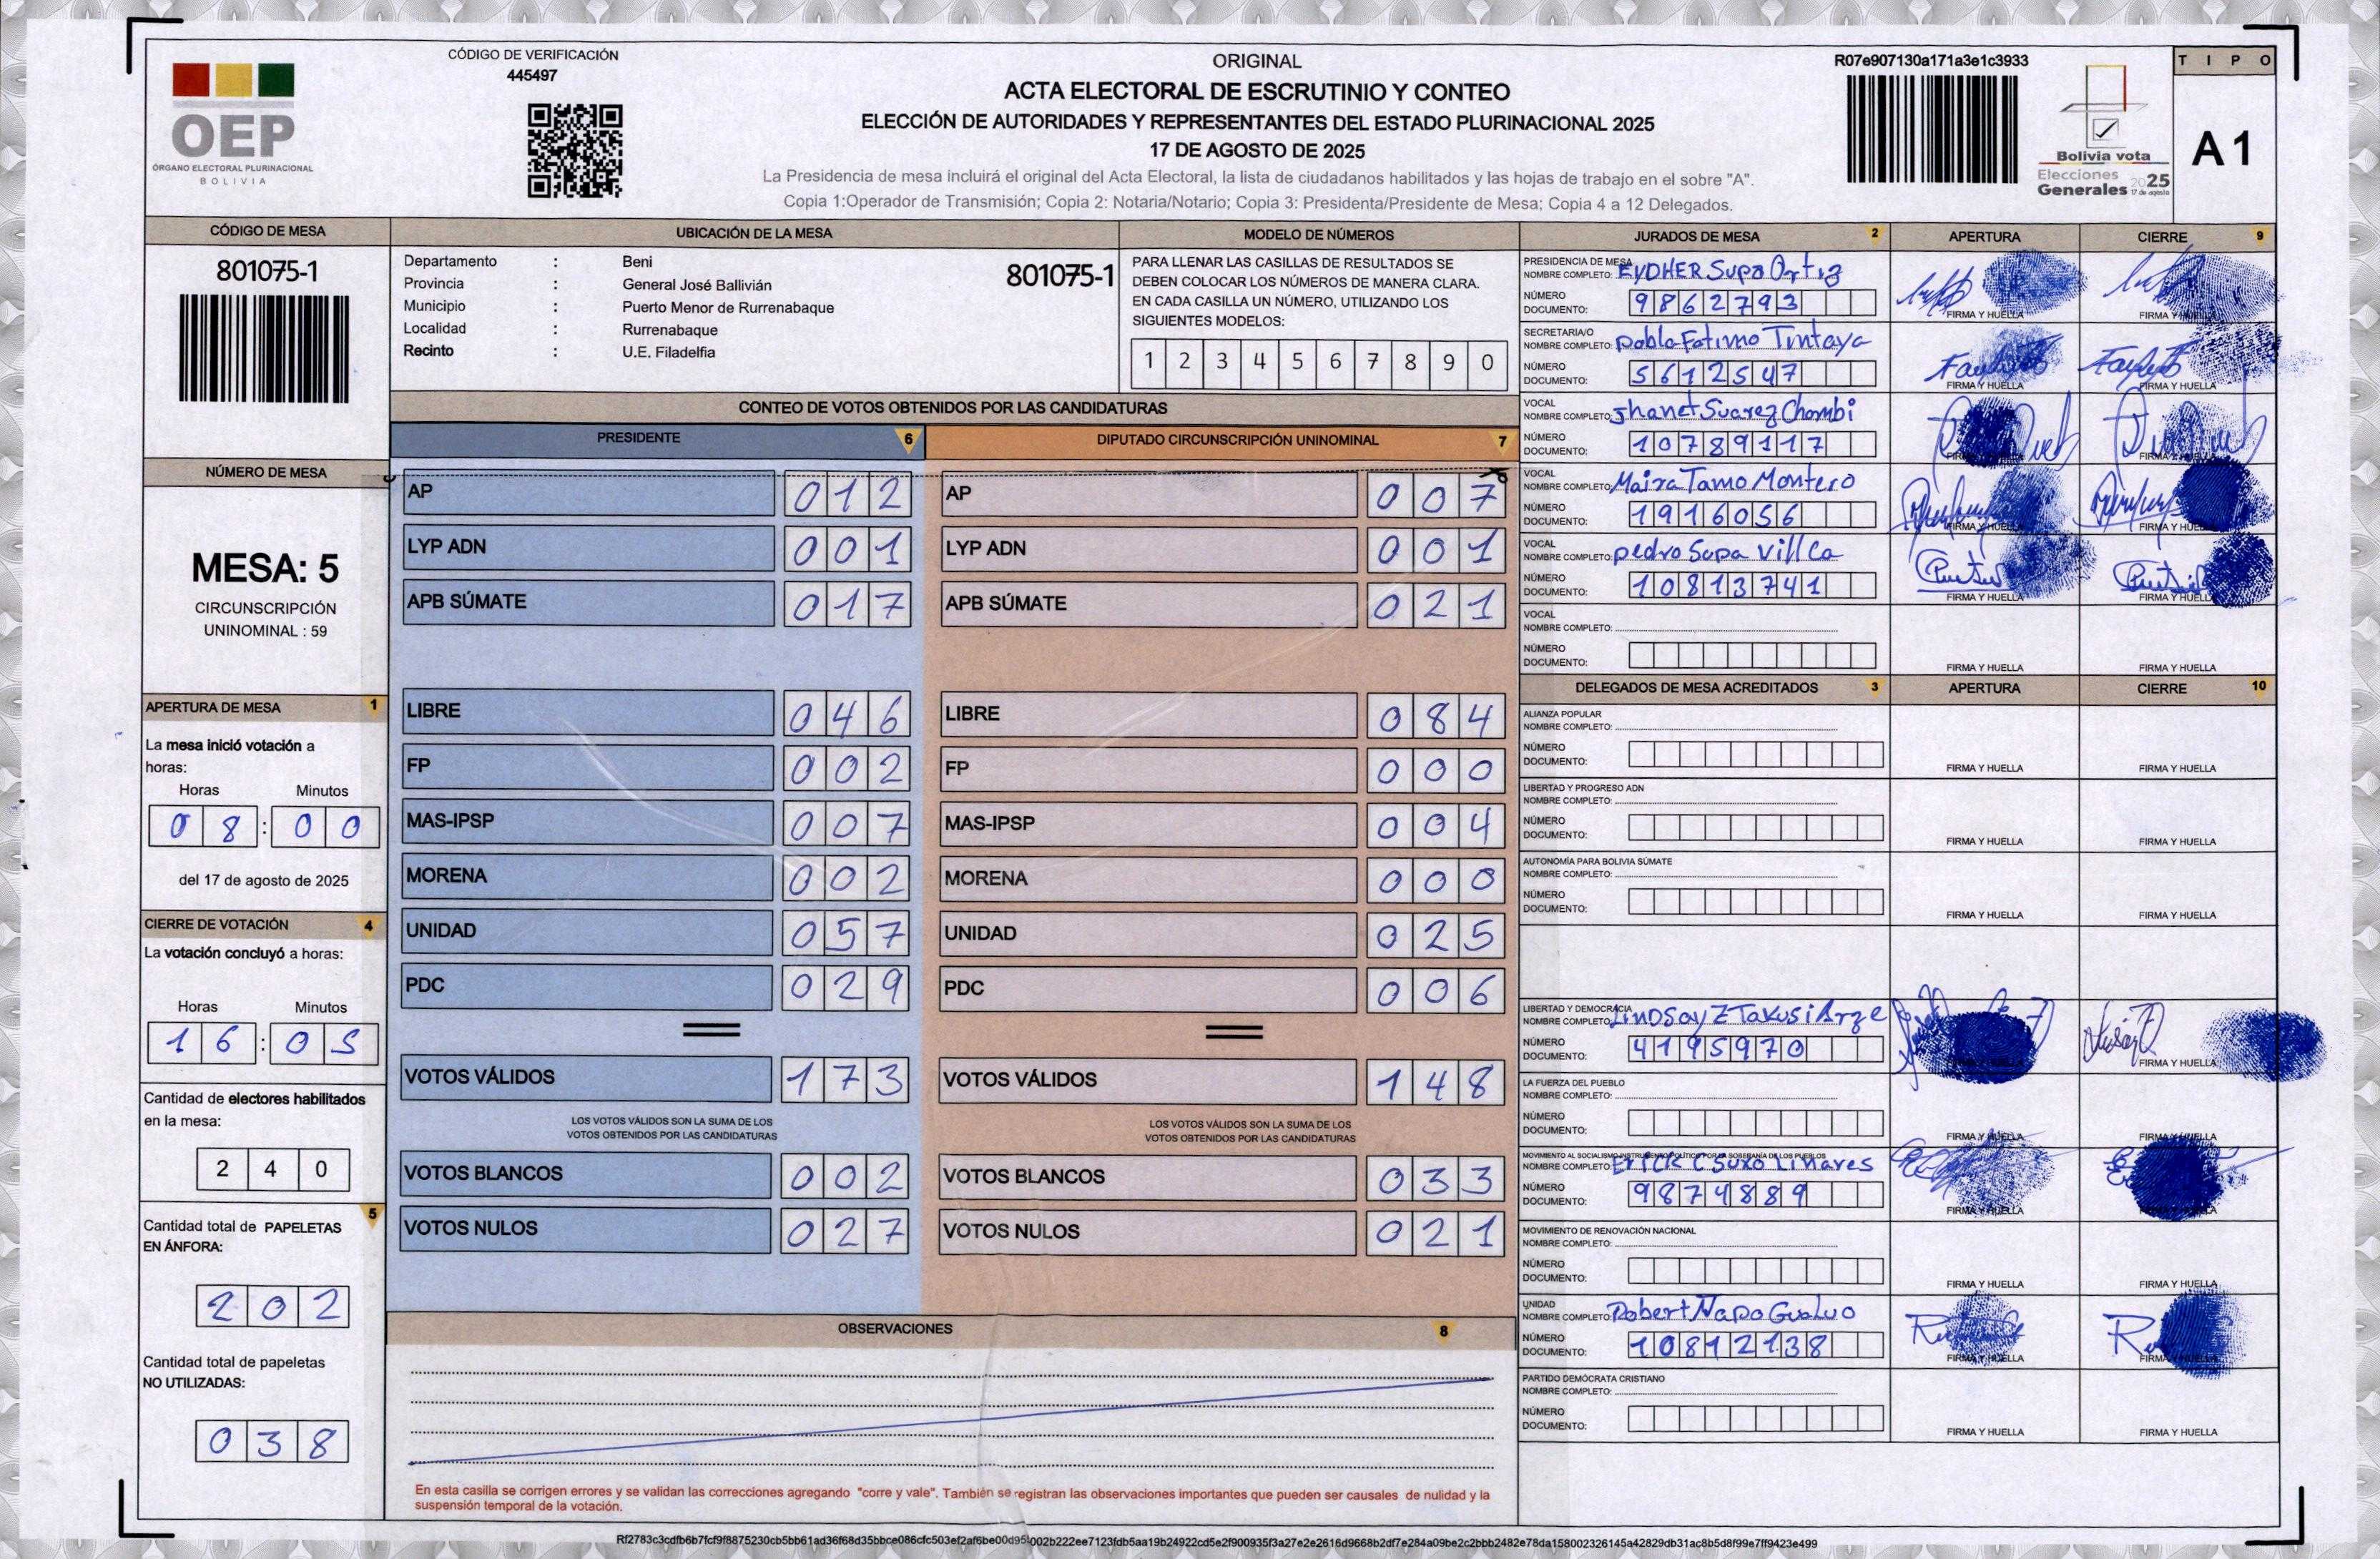 CÓDIGO DE VERIFICACIÓN
445497
OEP
ÓRGANO ELECTORAL PLURINACIONAL
BOLIVIA
ORIGINAL
ACTA ELECTORAL DE ESCRUTINIO Y CONTEO
ELECCIÓN DE AUTORIDADES Y REPRESENTANTES DEL ESTADO PLURINACIONAL 2025
17 DE AGOSTO DE 2025
La Presidencia de mesa incluirá el original del Acta Electoral, la lista de ciudadanos habilitados y las hojas de trabajo en el sobre "A".
Copia 1:Operador de Transmisión; Copia 2: Notaria/Notario; Copia 3: Presidenta/Presidente de Mesa; Copia 4 a 12 Delegados.
R07e907130a171a3e1c3933
Bolivia vota
Elecciones
Generales 2025
17 de agosto
TIPO
A1
CÓDIGO DE MESA
801075-1
NÚMERO DE MESA
MESA: 5
CIRCUNSCRIPCIÓN
UNINOMINAL : 59
APERTURA DE MESA 1
La mesa inició votación a
horas:
Horas Minutos
08:00
del 17 de agosto de 2025
CIERRE DE VOTACIÓN 4
La votación concluyó a horas:
Horas Minutos
16:05
Cantidad de electores habilitados
en la mesa:
240
5
Cantidad total de PAPELETAS
EN ÁNFORA:
202
Cantidad total de papeletas
NO UTILIZADAS:
038
UBICACIÓN DE LA MESA
Departamento : Beni
801075-1
Provincia : General José Ballivián
Municipio : Puerto Menor de Rurrenabaque
Localidad : Rurrenabaque
Recinto : U.E. Filadelfia
MODELO DE NÚMEROS
PARA LLENAR LAS CASILLAS DE RESULTADOS SE
DEBEN COLOCAR LOS NÚMEROS DE MANERA CLARA.
EN CADA CASILLA UN NÚMERO, UTILIZANDO LOS
SIGUIENTES MODELOS:
1 2 3 4 5 6 7 8 9 0
CONTEO DE VOTOS OBTENIDOS POR LAS CANDIDATURAS
PRESIDENTE 6
AP 012
LYP ADN 001
APB SÚMATE 017
LIBRE 046
FP 002
MAS-IPSP 007
MORENA 002
UNIDAD 057
PDC 029
VOTOS VÁLIDOS 173
LOS VOTOS VÁLIDOS SON LA SUMA DE LOS
VOTOS OBTENIDOS POR LAS CANDIDATURAS
VOTOS BLANCOS 002
VOTOS NULOS 027
DIPUTADO CIRCUNSCRIPCIÓN UNINOMINAL 7
AP 007
LYP ADN 001
APB SÚMATE 021
LIBRE 084
FP 000
MAS-IPSP 004
MORENA 000
UNIDAD 025
PDC 006
VOTOS VÁLIDOS 148
LOS VOTOS VÁLIDOS SON LA SUMA DE LOS
VOTOS OBTENIDOS POR LAS CANDIDATURAS
VOTOS BLANCOS 033
VOTOS NULOS 021
OBSERVACIONES 8
En esta casilla se corrigen errores y se validan las correcciones agregando "corre y vale". También se registran las observaciones importantes que pueden ser causales de nulidad y la
suspensión temporal de la votación.
JURADOS DE MESA 2 APERTURA CIERRE 9
PRESIDENCIA DE MESA
NOMBRE COMPLETO: EYDHER Supa Ortiz
NÚMERO
DOCUMENTO: 9862793
FIRMA Y HUELLA FIRMA Y HUELLA
SECRETARIA/O
NOMBRE COMPLETO: Pablo Fatimo Tintaya
NÚMERO
DOCUMENTO: 5612547
FIRMA Y HUELLA FIRMA Y HUELLA
VOCAL
NOMBRE COMPLETO: Jhanet Suarez Chambi
NÚMERO
DOCUMENTO: 10789117
VOCAL
NOMBRE COMPLETO: Maira Tamo Montero
NÚMERO
DOCUMENTO: 1916056
FIRMA Y HUELLA FIRMA Y HUELLA
VOCAL
NOMBRE COMPLETO: pedro Supa Villca
NÚMERO
DOCUMENTO: 10813741
FIRMA Y HUELLA FIRMA Y HUELLA
VOCAL
NOMBRE COMPLETO:
NÚMERO
DOCUMENTO:
FIRMA Y HUELLA FIRMA Y HUELLA
DELEGADOS DE MESA ACREDITADOS 3 APERTURA CIERRE 10
ALIANZA POPULAR
NOMBRE COMPLETO:
NÚMERO
DOCUMENTO:
FIRMA Y HUELLA FIRMA Y HUELLA
LIBERTAD Y PROGRESO ADN
NOMBRE COMPLETO:
NÚMERO
DOCUMENTO:
FIRMA Y HUELLA FIRMA Y HUELLA
AUTONOMÍA PARA BOLIVIA SÚMATE
NOMBRE COMPLETO:
NÚMERO
DOCUMENTO:
FIRMA Y HUELLA FIRMA Y HUELLA
LIBERTAD Y DEMOCRACIA
NOMBRE COMPLETO: LINDSAY Z Takusi Arze
NÚMERO
DOCUMENTO: 4195970
FIRMA Y HUELLA
LA FUERZA DEL PUEBLO
NOMBRE COMPLETO:
NÚMERO
DOCUMENTO:
FIRMA Y HUELLA FIRMA Y HUELLA
MOVIMIENTO AL SOCIALISMO-INSTRUMENTO POLÍTICO POR LA SOBERANÍA DE LOS PUEBLOS
NOMBRE COMPLETO: Erick C Suxo Linares
NÚMERO
DOCUMENTO: 9874889
FIRMA Y HUELLA
MOVIMIENTO DE RENOVACIÓN NACIONAL
NOMBRE COMPLETO:
NÚMERO
DOCUMENTO:
FIRMA Y HUELLA FIRMA Y HUELLA
UNIDAD
NOMBRE COMPLETO: Robert Napo Gualuo
NÚMERO
DOCUMENTO: 10812138
FIRMA Y HUELLA
PARTIDO DEMÓCRATA CRISTIANO
NOMBRE COMPLETO:
NÚMERO
DOCUMENTO:
FIRMA Y HUELLA FIRMA Y HUELLA